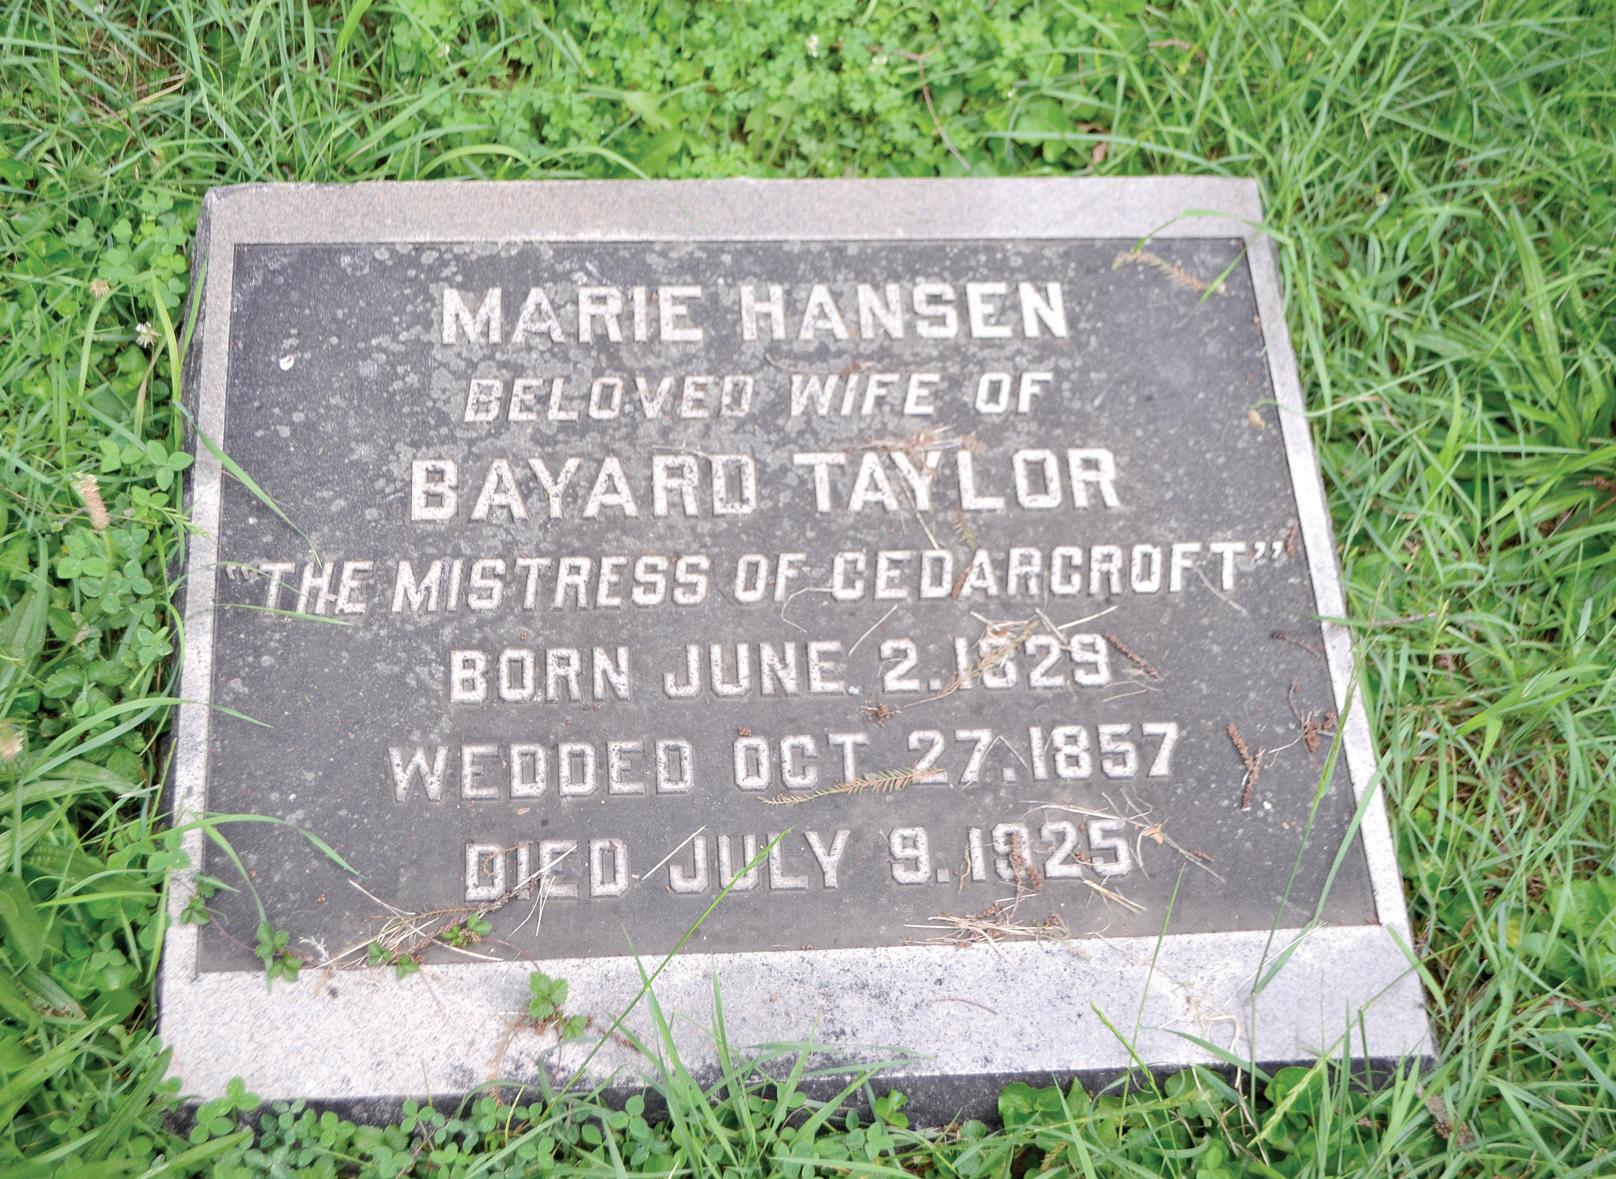 MARIE HANSEN
BELOVED WIFE OF
BAYARD TAYLOR
"THE MISTRESS OF CEDARCROFT"
BORN JUNE 2.1829
WEDDED OCT 27.1857
DIED JULY 9.1925